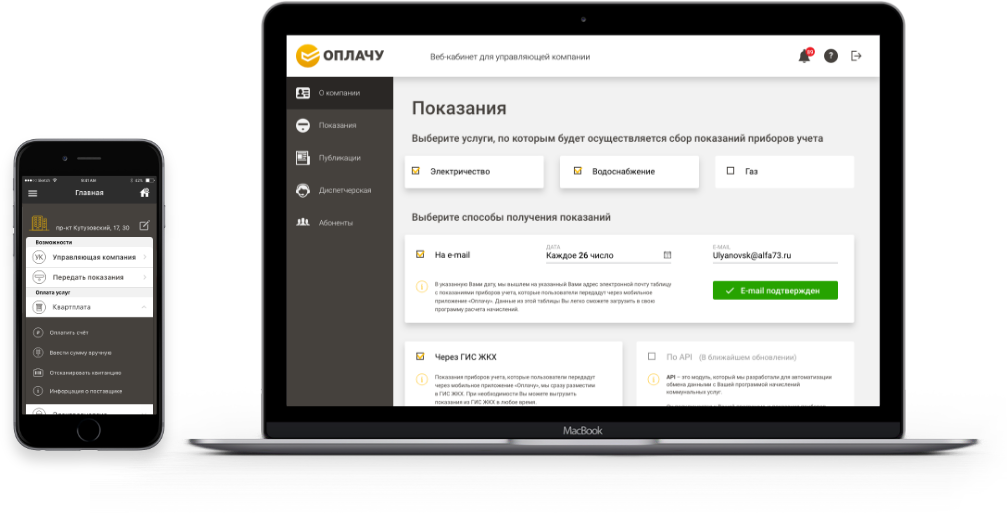 ОПЛАЧУ
Веб-кабинет для управляющей компании
?
О компании
Показания
Публикации
Диспетчерская
Абоненты
Показания
Выберите услуги, по которым будет осуществляется сбор показаний приборов учета
Электричество
Водоснабжение
Газ
Выберите способы получения показаний
На e-mail
ДАТА
Каждое 26 число
E-MAIL
Ulyanovsk@alfa73.ru
В указанную Вами дату, мы вышлем на указанный Вами адрес электронной почту таблицу
с показаниями приборов учета, которые пользователи передадут через мобильное
приложение «Оплачу». Данные из этой таблицы Вы легко сможете загрузить в свою
программу расчета начислений.
E-mail подтвержден
Через ГИС ЖКХ
Показания приборов учета, которые пользователи передадут
через мобильное приложение «Оплачу», мы сразу разместим
в ГИС ЖКХ. При необходимости Вы можете выгрузить
показания из ГИС ЖКХ в любое время.
По API (В ближайшем обновлении)
API – это модуль, который мы разработали для автоматизации
обмена данными с Вашей программой начислений
коммунальных услуг.
MacBook
9:41 AM
Главная
пр-кт Кутузовский, 17, 30
Возможности
УК Управляющая компания
Передать показания
Оплата услуг
Квартплата
Оплатить счёт
Ввести сумму вручную
Отсканировать квитанцию
Информация о поставщике